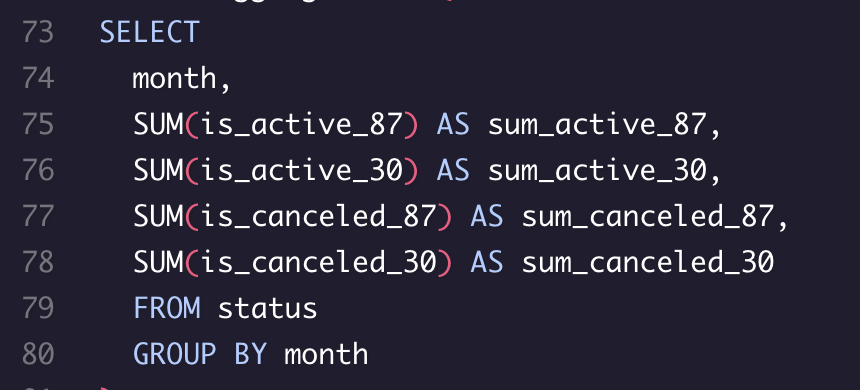 73 SELECT
74 month,
75 SUM(is_active_87) AS sum_active_87,
76 SUM(is_active_30) AS sum_active_30,
77 SUM(is_canceled_87) AS sum_canceled_87,
78 SUM(is_canceled_30) AS sum_canceled_30
79 FROM status
80 GROUP BY month